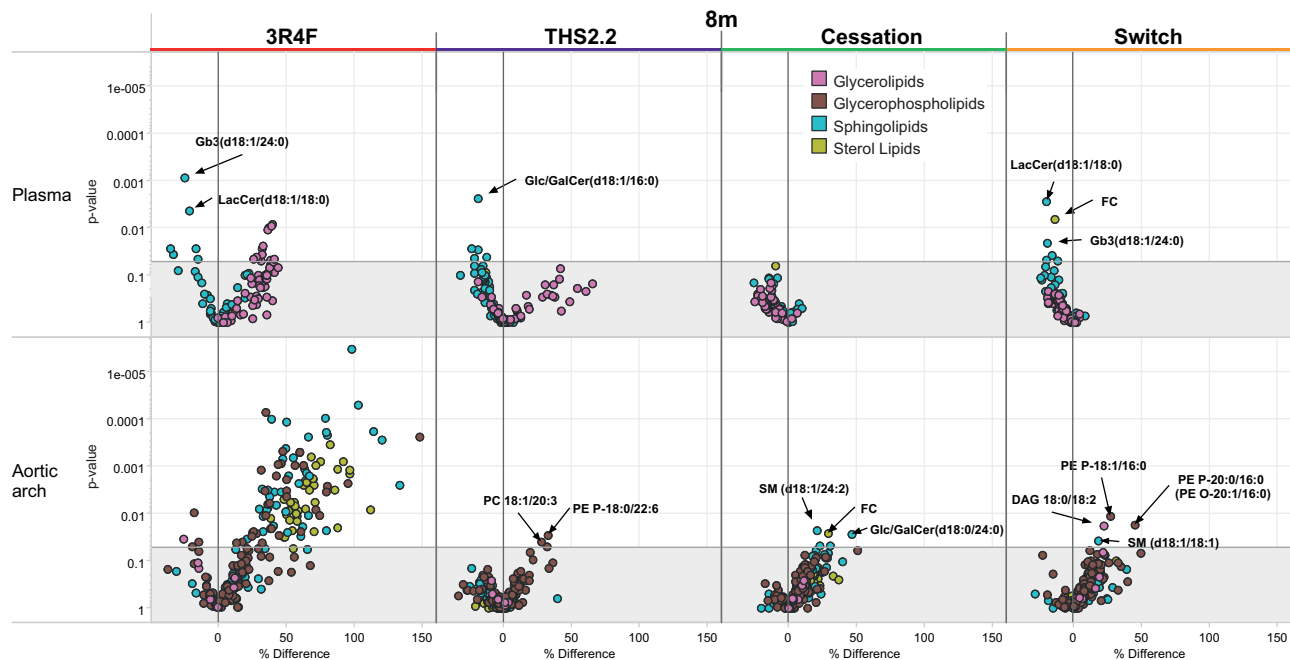 8m
3R4F THS2.2 Cessation Switch
Glycerolipids
Glycerophospholipids
Sphingolipids
Sterol Lipids
Plasma
p-value
1e-005
0.0001
0.001
0.01
0.1
1
Gb3(d18:1/24:0)
LacCer(d18:1/18:0)
Glc/GalCer(d18:1/16:0)
LacCer(d18:1/18:0)
FC
Gb3(d18:1/24:0)
Aortic
arch
p-value
1e-005
0.0001
0.001
0.01
0.1
1
PC 18:1/20:3
PE P-18:0/22:6
SM (d18:1/24:2)
FC
Glc/GalCer(d18:0/24:0)
PE P-18:1/16:0
DAG 18:0/18:2
PE P-20:0/16:0
(PE O-20:1/16:0)
SM (d18:1/18:1)
0 50 100 150 0 50 100 150 0 50 100 150 0 50 100 150
% Difference % Difference % Difference % Difference